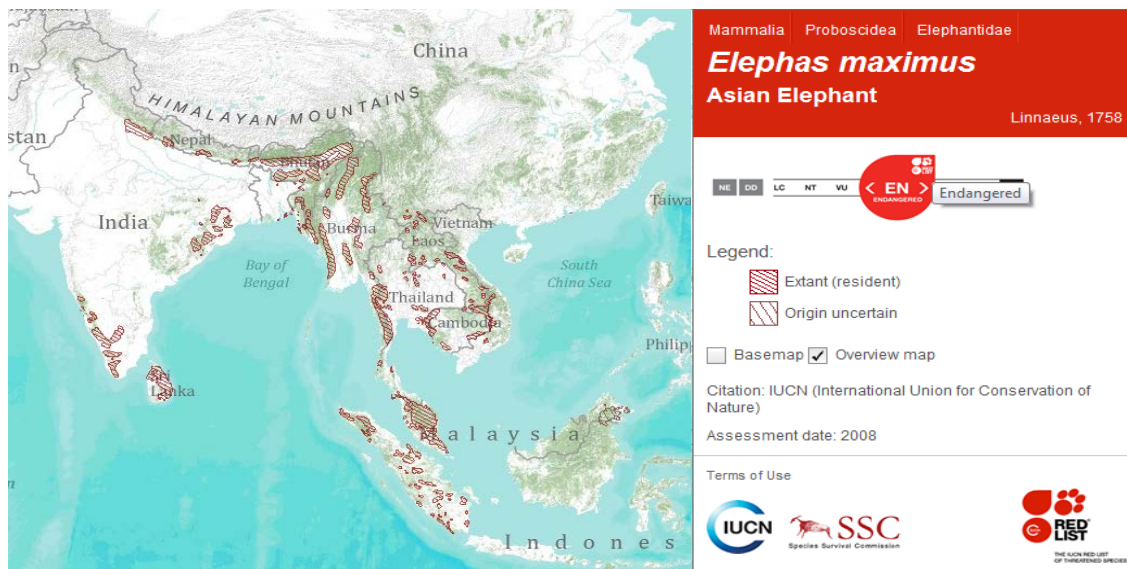 China
HIMALAYAN MOUNTAINS
stan
Nepal
Bhutan
India
Burma
Vietnam
Laos
Taiwa
Bay of
Bengal
South
China Sea
Thailand
Cambodia
Philip
Sri
Lanka
Malaysia
Indones
Mammalia Proboscidea Elephantidae
Elephas maximus
Asian Elephant
Linnaeus, 1758
NE DD LC NT VU < EN >
ENDANGERED
Endangered
Legend:
Extant (resident)
Origin uncertain
Basemap Overview map
Citation: IUCN (International Union for Conservation of
Nature)
Assessment date: 2008
Terms of Use
IUCN
SSC
Species Survival Commission
RED
LIST
THE IUCN RED LIST
OF THREATENED SPECIES